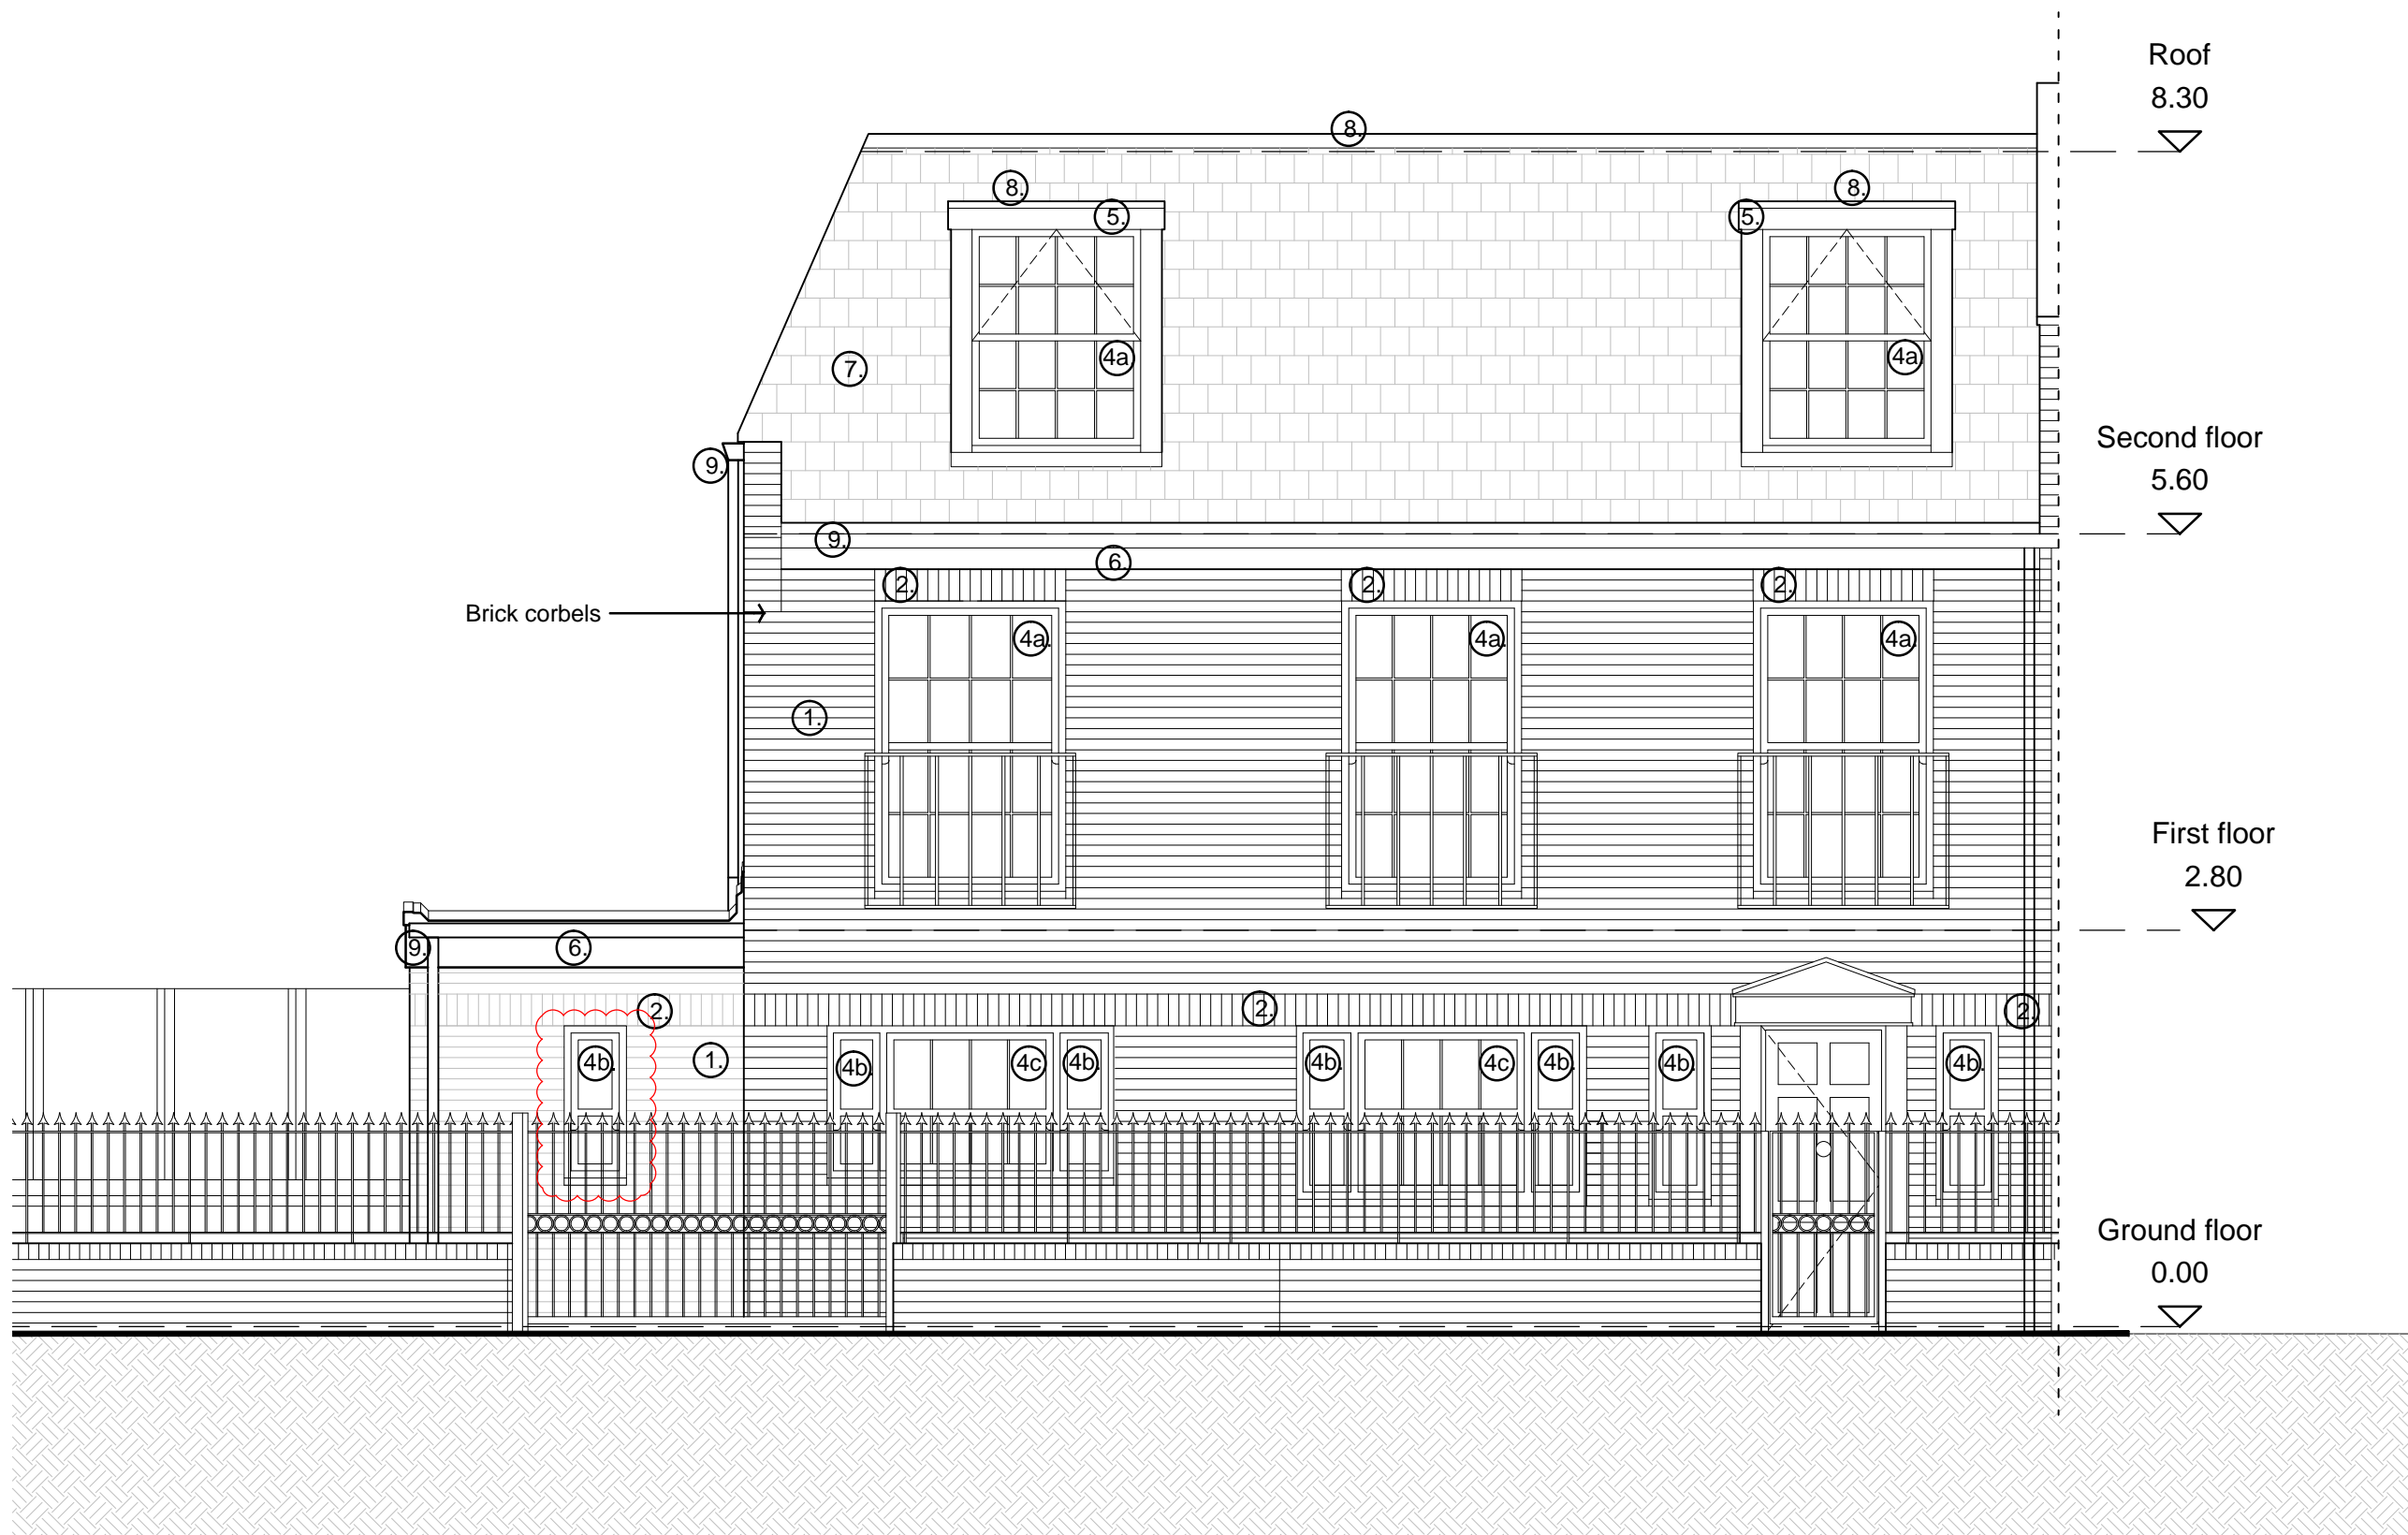 Roof
8.30
8.
8.
8.
5.
5.
4a.
4a.
7.
Second floor
5.60
9.
9.
6.
2.
2.
2.
Brick corbels
4a.
4a.
4a.
1.
First floor
2.80
9.
6.
2.
2.
2.
1.
4b.
4b.
4c.
4b.
4b.
4c.
4b.
4b.
4b.
Ground floor
0.00